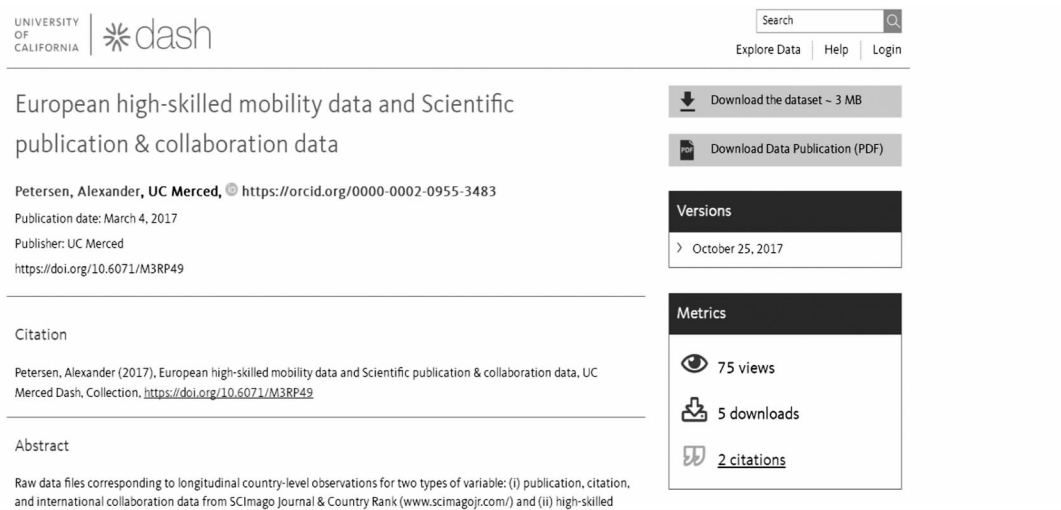 UNIVERSITY
OF
CALIFORNIA
dash
Search
Explore Data
Help
Login
European high-skilled mobility data and Scientific
publication & collaboration data
Petersen, Alexander, UC Merced, iD https://orcid.org/0000-0002-0955-3483
Publication date: March 4, 2017
Publisher: UC Merced
https://doi.org/10.6071/M3RP49
Citation
Petersen, Alexander (2017), European high-skilled mobility data and Scientific publication & collaboration data, UC
Merced Dash, Collection, https://doi.org/10.6071/M3RP49
Abstract
Raw data files corresponding to longitudinal country-level observations for two types of variable: (i) publication, citation,
and international collaboration data from SCImago Journal & Country Rank (www.scimagojr.com/) and (ii) high-skilled
Download the dataset ~ 3 MB
PDF Download Data Publication (PDF)
Versions
October 25, 2017
Metrics
75 views
5 downloads
2 citations